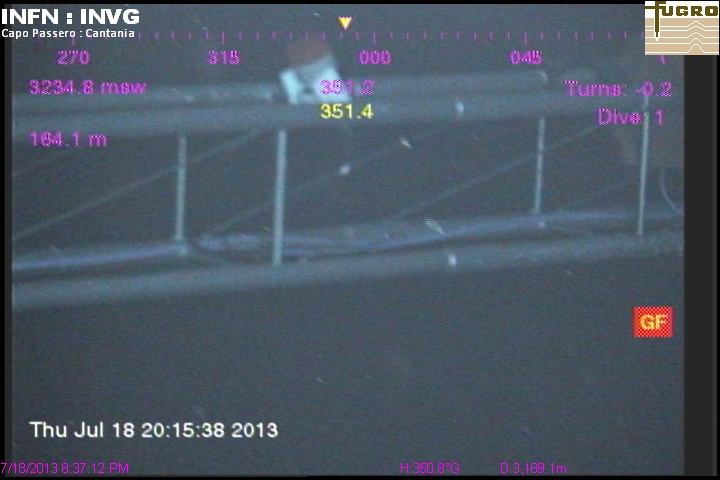 INFN : INVG
Capo Passero : Cantania
FUGRO
270 315 000 045
3234.8 msw 351.2 Turns: -0.2
351.4 Dive: 1
164.1 m
GF
Thu Jul 18 20:15:38 2013
7/18/2013 8:37:12 PM H:350.8°G D:3,189.1m